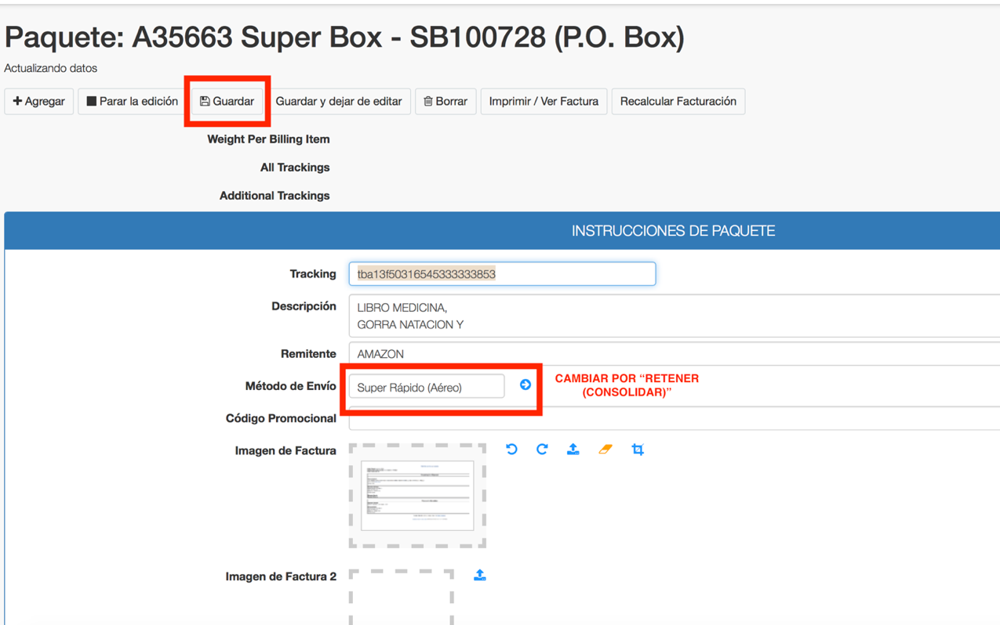 Paquete: A35663 Super Box - SB100728 (P.O. Box)
Actualizando datos
Agregar Parar la edición Guardar Guardar y dejar de editar Borrar Imprimir / Ver Factura Recalcular Facturación
Weight Per Billing Item
All Trackings
Additional Trackings
INSTRUCCIONES DE PAQUETE
Tracking tba13f50316545333333853
Descripción LIBRO MEDICINA,
GORRA NATACION Y
Remitente AMAZON
Método de Envío Super Rápido (Aéreo) CAMBIAR POR “RETENER
(CONSOLIDAR)”
Código Promocional
Imagen de Factura
Imagen de Factura 2